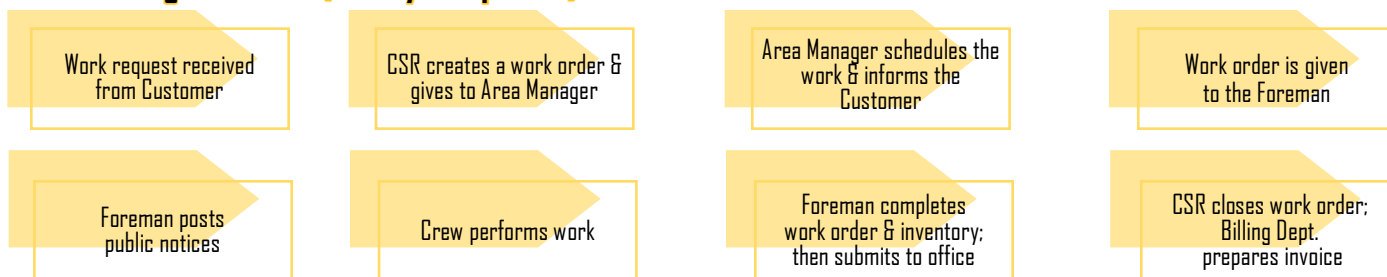 Work request received
from Customer
CSR creates a work order &
gives to Area Manager
Area Manager schedules the
work & informs the
Customer
Work order is given
to the Foreman
Foreman posts
public notices
Crew performs work
Foreman completes
work order & inventory;
then submits to office
CSR closes work order;
Billing Dept.
prepares invoice